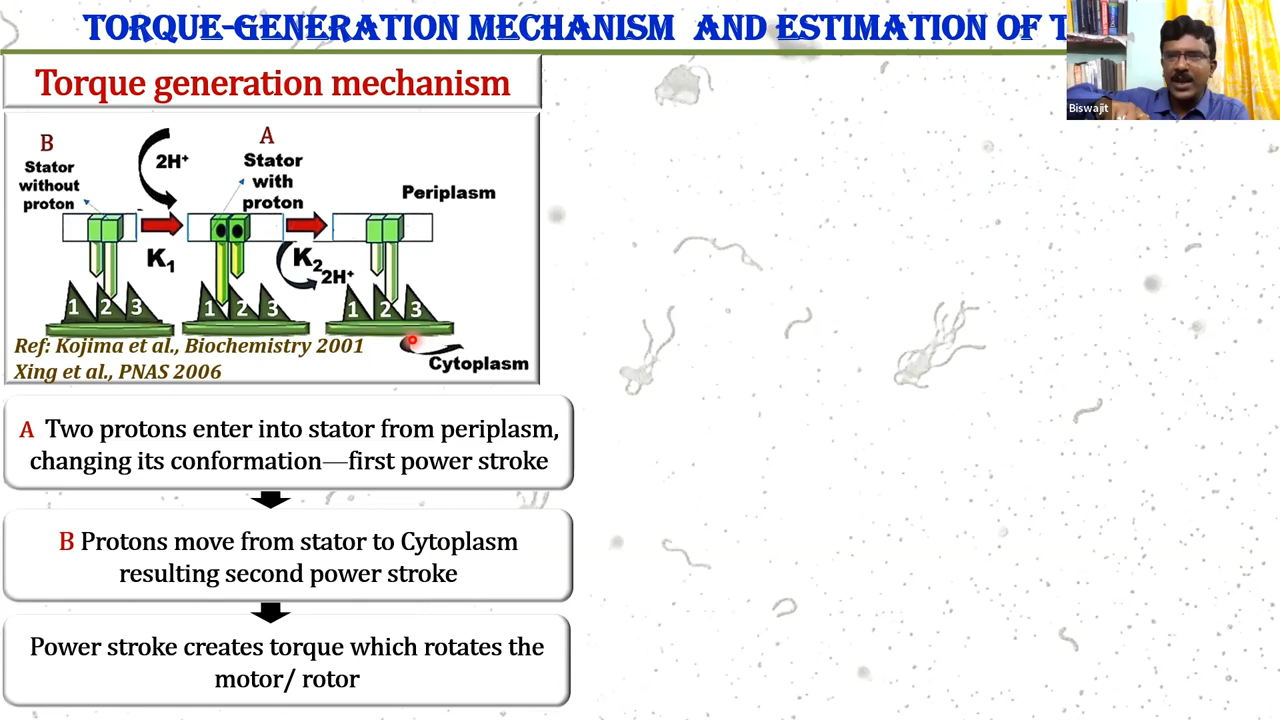 TORQUE-GENERATION MECHANISM AND ESTIMATION OF
Biswajit
Torque generation mechanism
B
Stator
without
proton
2H⁺
A
Stator
with
proton
Periplasm
K₁
K₂
2H⁺
1 2 3
1 2 3
1 2 3
Ref: Kojima et al., Biochemistry 2001
Xing et al., PNAS 2006
Cytoplasm
A Two protons enter into stator from periplasm,
changing its conformation—first power stroke
B Protons move from stator to Cytoplasm
resulting second power stroke
Power stroke creates torque which rotates the
motor/ rotor